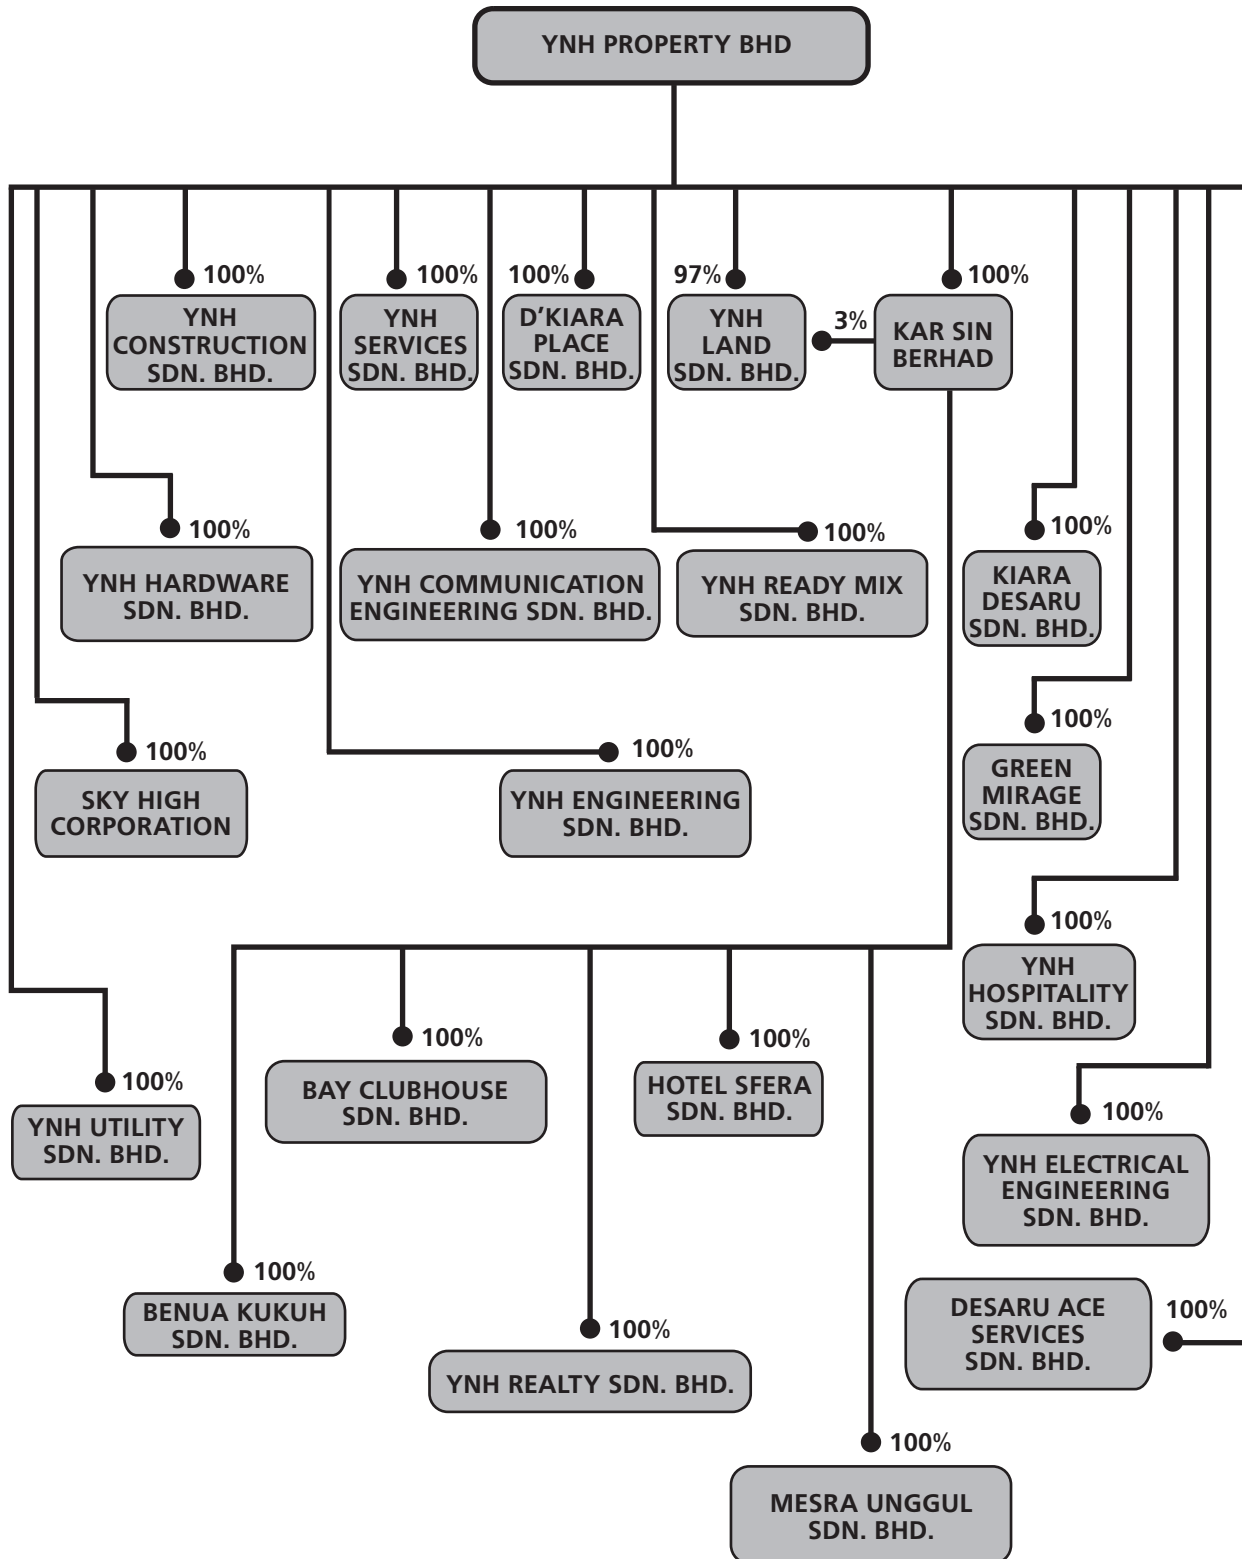 YNH PROPERTY BHD
100%
YNH
CONSTRUCTION
SDN. BHD.
100%
YNH
SERVICES
SDN. BHD.
100%
D'KIARA
PLACE
SDN. BHD.
97%
YNH
LAND
SDN. BHD.
3%
100%
KAR SIN
BERHAD
100%
YNH HARDWARE
SDN. BHD.
100%
YNH COMMUNICATION
ENGINEERING SDN. BHD.
100%
YNH READY MIX
SDN. BHD.
100%
KIARA
DESARU
SDN. BHD.
100%
SKY HIGH
CORPORATION
100%
YNH ENGINEERING
SDN. BHD.
100%
GREEN
MIRAGE
SDN. BHD.
100%
YNH
HOSPITALITY
SDN. BHD.
100%
YNH UTILITY
SDN. BHD.
100%
BAY CLUBHOUSE
SDN. BHD.
100%
HOTEL SFERA
SDN. BHD.
100%
YNH ELECTRICAL
ENGINEERING
SDN. BHD.
100%
BENUA KUKUH
SDN. BHD.
100%
YNH REALTY SDN. BHD.
100%
DESARU ACE
SERVICES
SDN. BHD.
100%
MESRA UNGGUL
SDN. BHD.